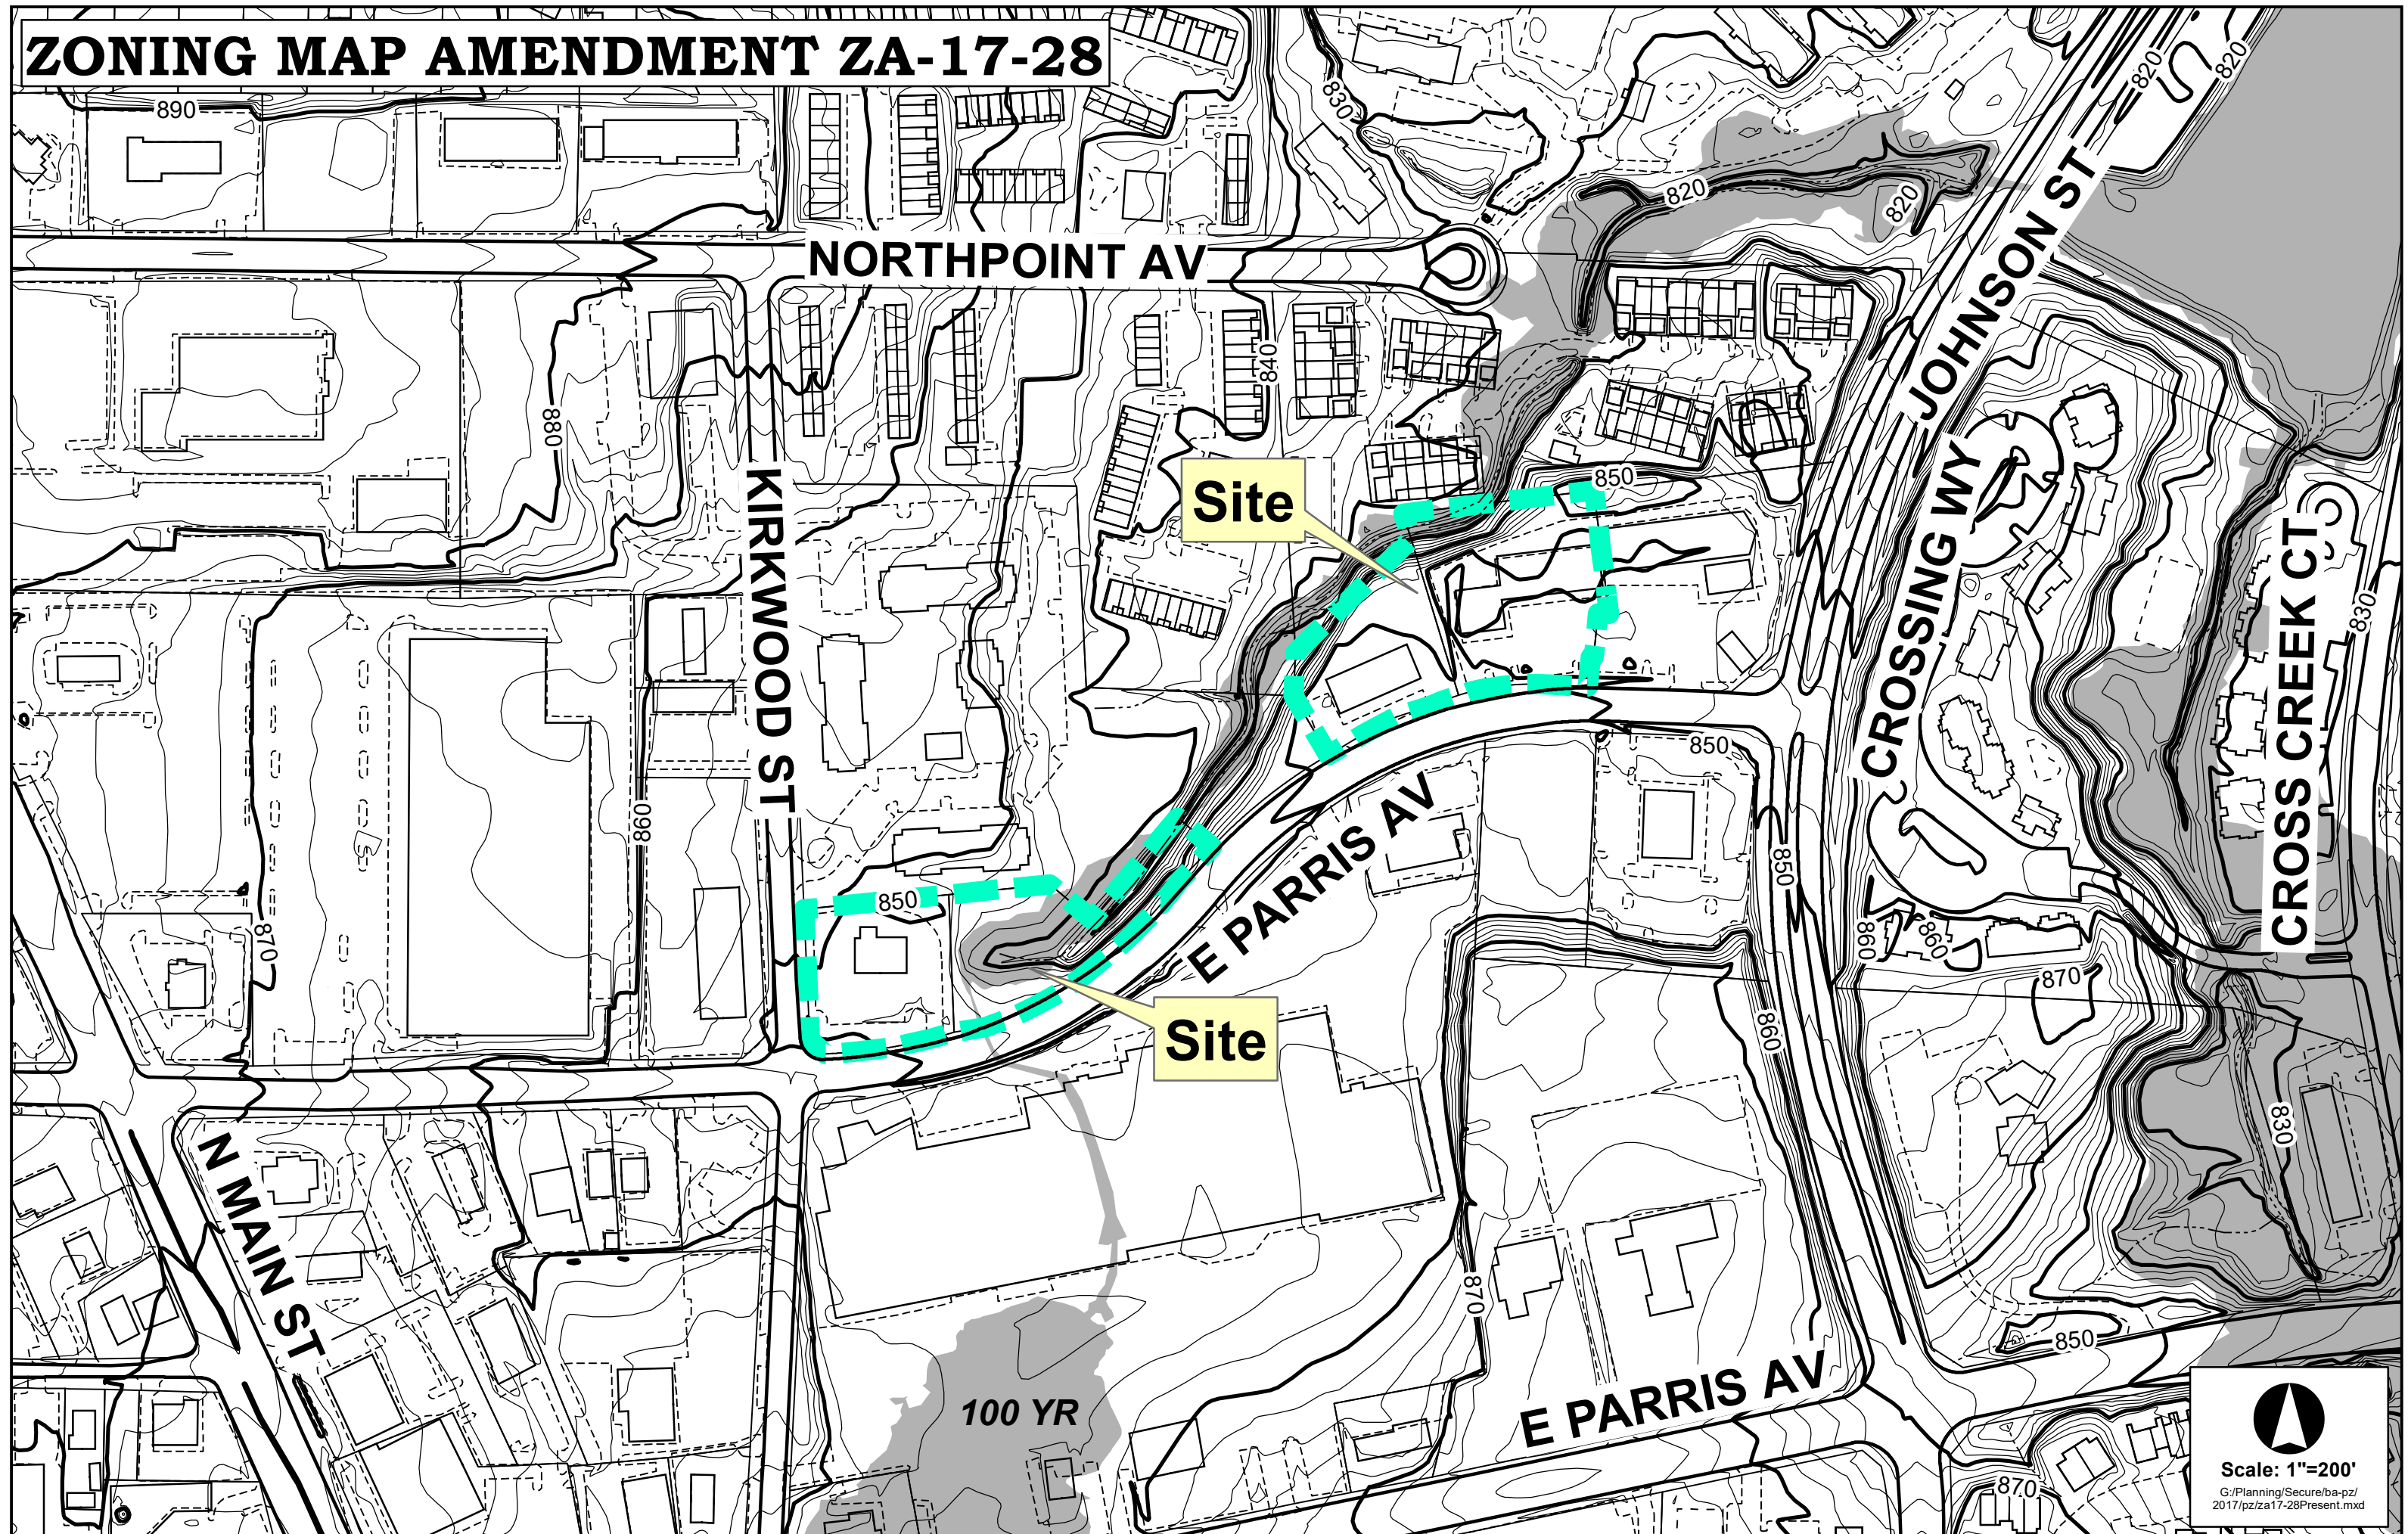 ZONING MAP AMENDMENT ZA-17-28
890
830
820
820
820
820
NORTHPOINT AV
JOHNSON ST
840
880
KIRKWOOD ST
Site
850
CROSSING WY
CROSS CREEK CT
830
850
860
850
E PARRIS AV
850
870
860
860
870
Site
860
830
N MAIN ST
870
850
100 YR
E PARRIS AV
870
Scale: 1"=200'
G:/Planning/Secure/ba-pz/
2017/pz/za17-28Present.mxd